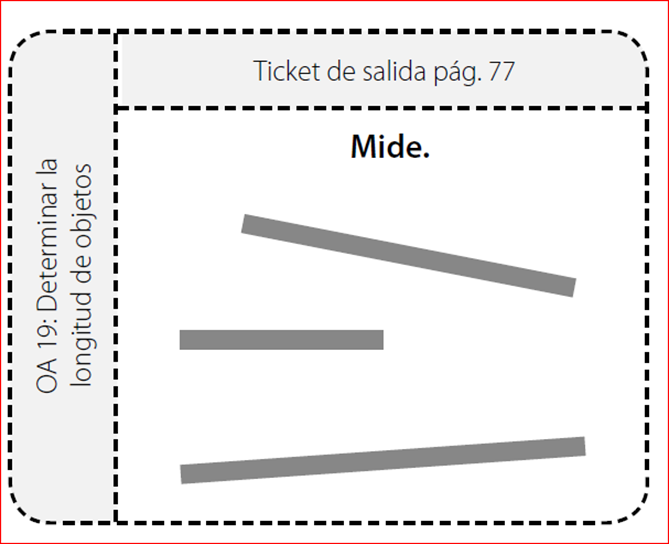 Ticket de salida pág. 77
OA 19: Determinar la
longitud de objetos
Mide.